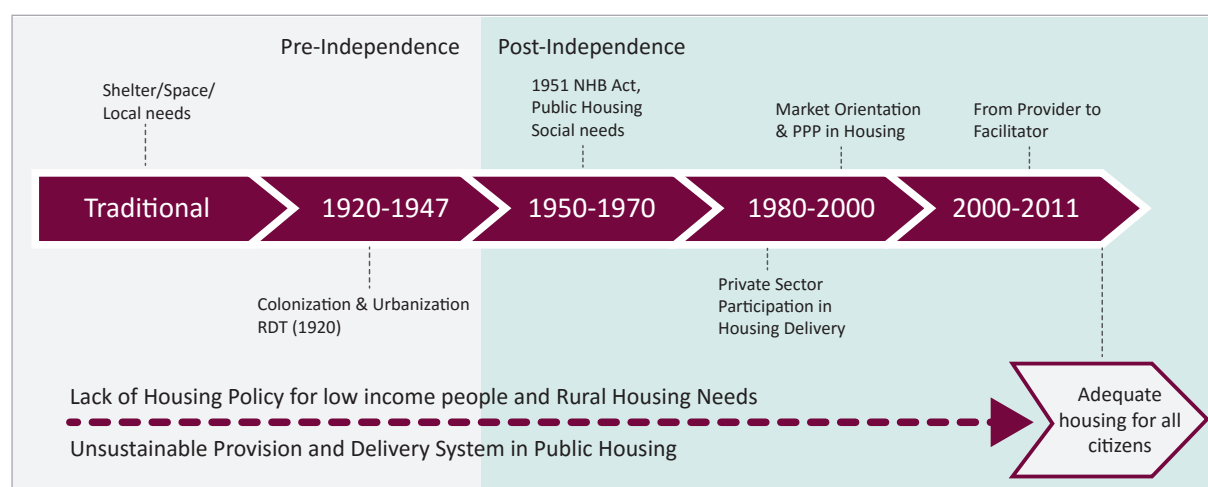 Pre-Independence
Post-Independence
Shelter/Space/
Local needs
1951 NHB Act,
Public Housing
Social needs
Market Orientation
& PPP in Housing
From Provider to
Facilitator
Traditional
1920-1947
1950-1970
1980-2000
2000-2011
Colonization & Urbanization
RDT (1920)
Private Sector
Participation in
Housing Delivery
Lack of Housing Policy for low income people and Rural Housing Needs
Unsustainable Provision and Delivery System in Public Housing
Adequate
housing for all
citizens